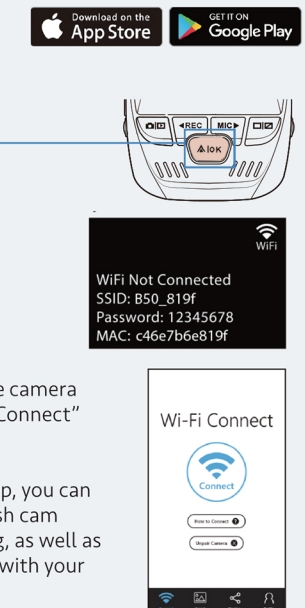 Download on the
App Store
GET IT ON
Google Play
◄REC
MIC►
OK
WiFi
WiFi Not Connected
SSID: B50_819f
Password: 12345678
MAC: c46e7b6e819f
e camera
Connect"
p, you can
sh cam
g, as well as
with your
Wi-Fi Connect
Connect
How to Connect ?
Unpair Camera